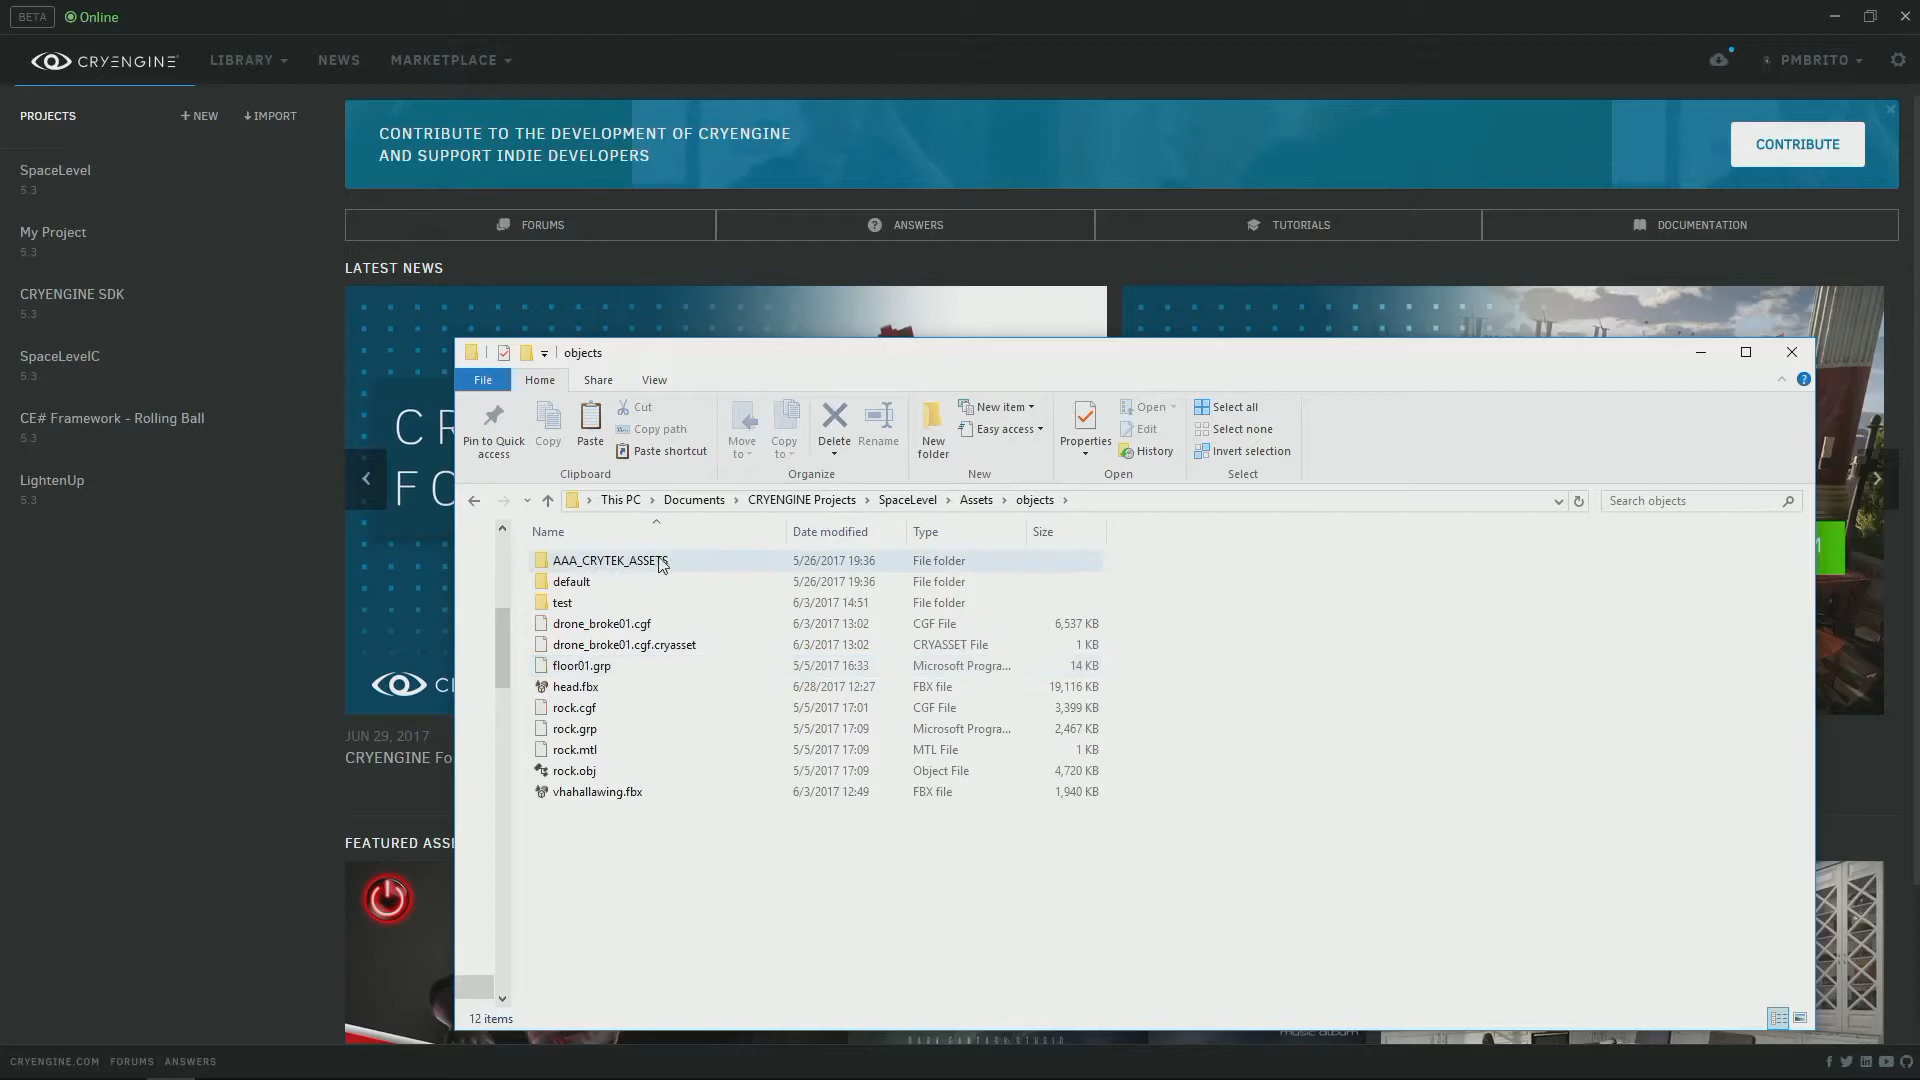 BETA Online
CRYENGINE LIBRARY NEWS MARKETPLACE PMBRITO
PROJECTS + NEW IMPORT
SpaceLevel
5.3
My Project
5.3
CRYENGINE SDK
5.3
SpaceLevelC
5.3
CE# Framework - Rolling Ball
5.3
LightenUp
5.3
CONTRIBUTE TO THE DEVELOPMENT OF CRYENGINE
AND SUPPORT INDIE DEVELOPERS
CONTRIBUTE
FORUMS ANSWERS TUTORIALS DOCUMENTATION
LATEST NEWS
JUN 29, 2017
CRYENGINE Fo
FEATURED ASSE
objects
File Home Share View
Pin to Quick access
Copy
Paste
Cut
Copy path
Paste shortcut
Clipboard
Move to
Copy to
Delete
Rename
Organize
New folder
New item
Easy access
New
Properties
Open
Edit
History
Open
Select all
Select none
Invert selection
Select
This PC Documents CRYENGINE Projects SpaceLevel Assets objects
Search objects
Name Date modified Type Size
AAA_CRYTEK_ASSETS 5/26/2017 19:36 File folder
default 5/26/2017 19:36 File folder
test 6/3/2017 14:51 File folder
drone_broke01.cgf 6/3/2017 13:02 CGF File 6,537 KB
drone_broke01.cgf.cryasset 6/3/2017 13:02 CRYASSET File 1 KB
floor01.grp 5/5/2017 16:33 Microsoft Progra... 14 KB
head.fbx 6/28/2017 12:27 FBX file 19,116 KB
rock.cgf 5/5/2017 17:01 CGF File 3,399 KB
rock.grp 5/5/2017 17:09 Microsoft Progra... 2,467 KB
rock.mtl 5/5/2017 17:09 MTL File 1 KB
rock.obj 5/5/2017 17:09 Object File 4,720 KB
vhahallawing.fbx 6/3/2017 12:49 FBX file 1,940 KB
12 items
music album
CRYENGINE.COM FORUMS ANSWERS